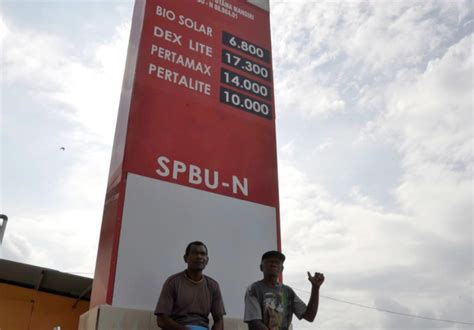 BIO SOLAR 6.800
DEX LITE 17.300
PERTAMAX 14.000
PERTALITE 10.000
SPBU-N